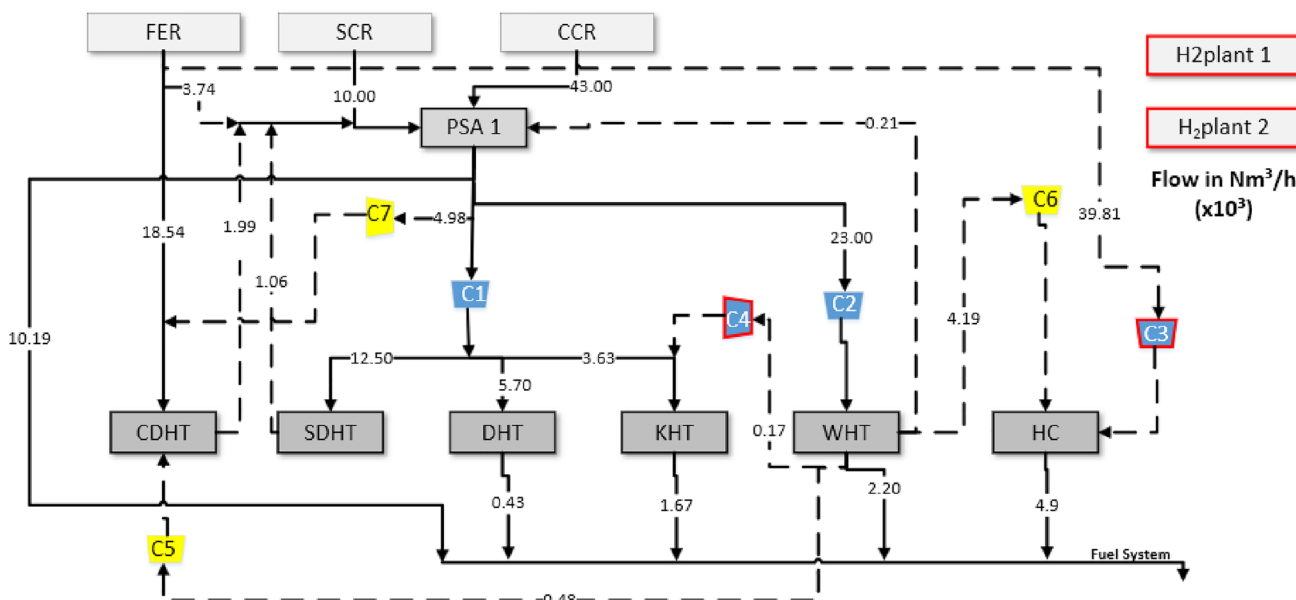 FER
SCR
CCR
H2plant 1
3.74
10.00
43.00
PSA 1
0.21
H₂plant 2
Flow in Nm³/h
(x10³)
C7
4.98
C6
39.81
18.54
1.99
23.00
1.06
C1
C2
C4
4.19
C3
10.19
12.50
3.63
5.70
CDHT
SDHT
DHT
KHT
0.17
WHT
HC
0.43
1.67
2.20
4.9
C5
Fuel System
0.48